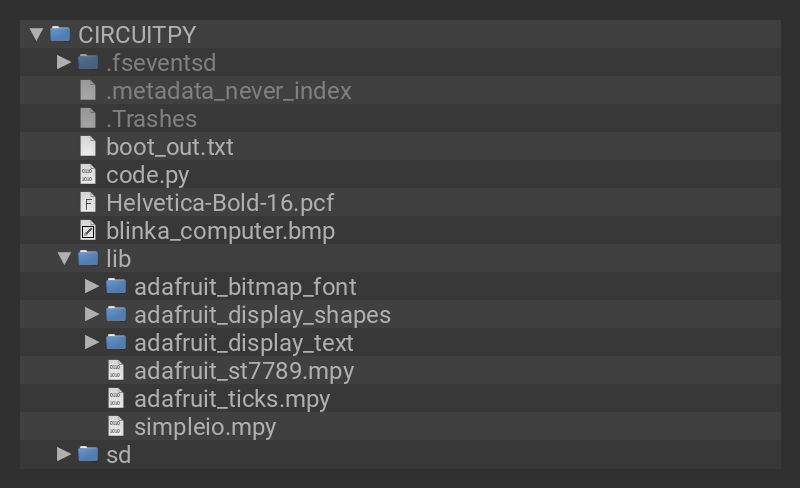 CIRCUITPY
.fseventsd
.metadata_never_index
.Trashes
boot_out.txt
code.py
Helvetica-Bold-16.pcf
blinka_computer.bmp
lib
adafruit_bitmap_font
adafruit_display_shapes
adafruit_display_text
adafruit_st7789.mpy
adafruit_ticks.mpy
simpleio.mpy
sd